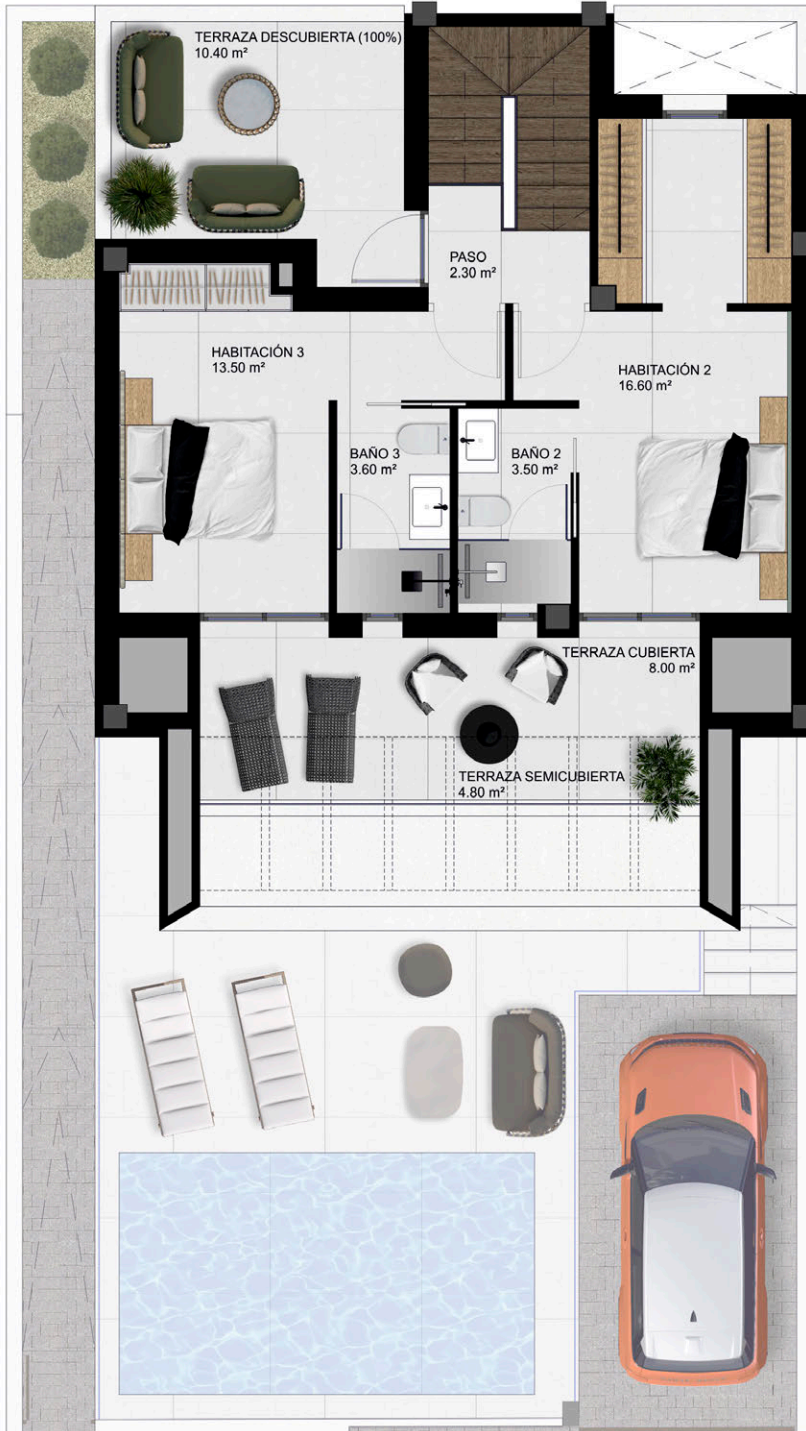 TERRAZA DESCUBIERTA (100%)
10.40 m²
PASO
2.30 m²
HABITACIÓN 3
13.50 m²
HABITACIÓN 2
16.60 m²
BAÑO 3
3.60 m²
BAÑO 2
3.50 m²
TERRAZA CUBIERTA
8.00 m²
TERRAZA SEMICUBIERTA
4.80 m²